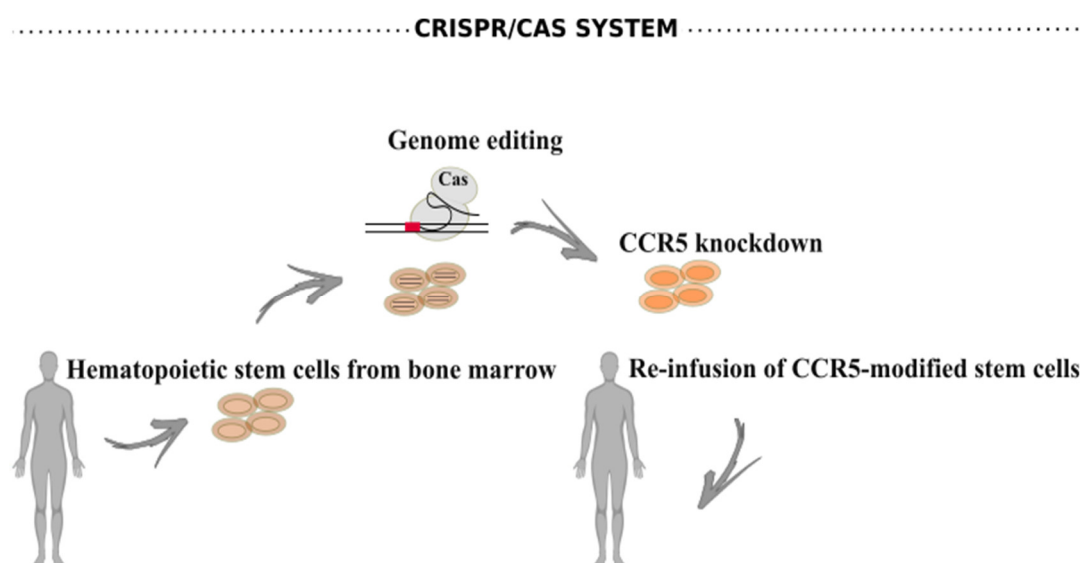 CRISPR/CAS SYSTEM
Genome editing
Cas
CCR5 knockdown
Hematopoietic stem cells from bone marrow
Re-infusion of CCR5-modified stem cells